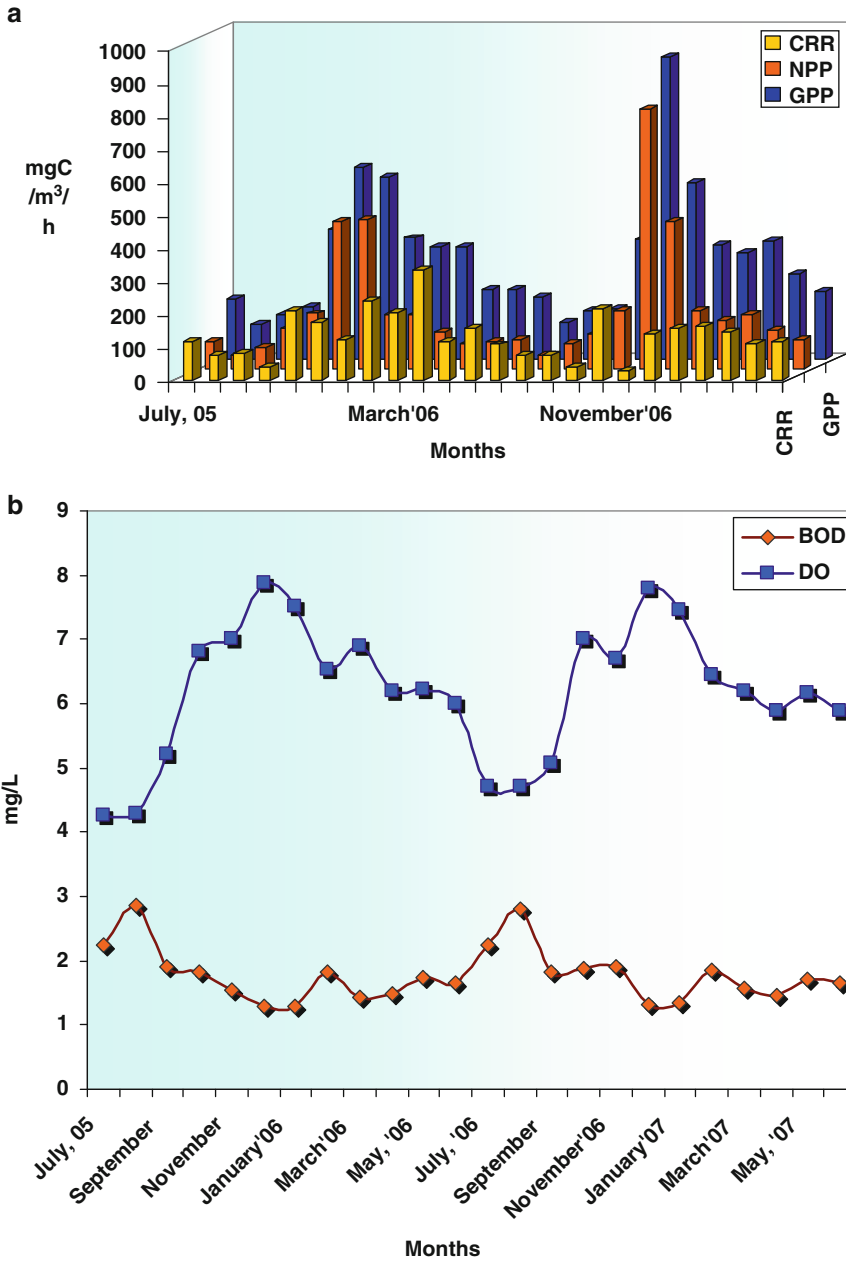 a
1000
900
800
700
600
500
400
300
200
100
0
mgC
/m³/
h
CRR
NPP
GPP
July, 05
March'06
November'06
CRR
GPP
Months
b
9
8
7
6
5
4
3
2
1
0
mg/L
BOD
DO
July, 05
September
November
January'06
March'06
May, '06
July, '06
September
November'06
January'07
March'07
May, '07
Months